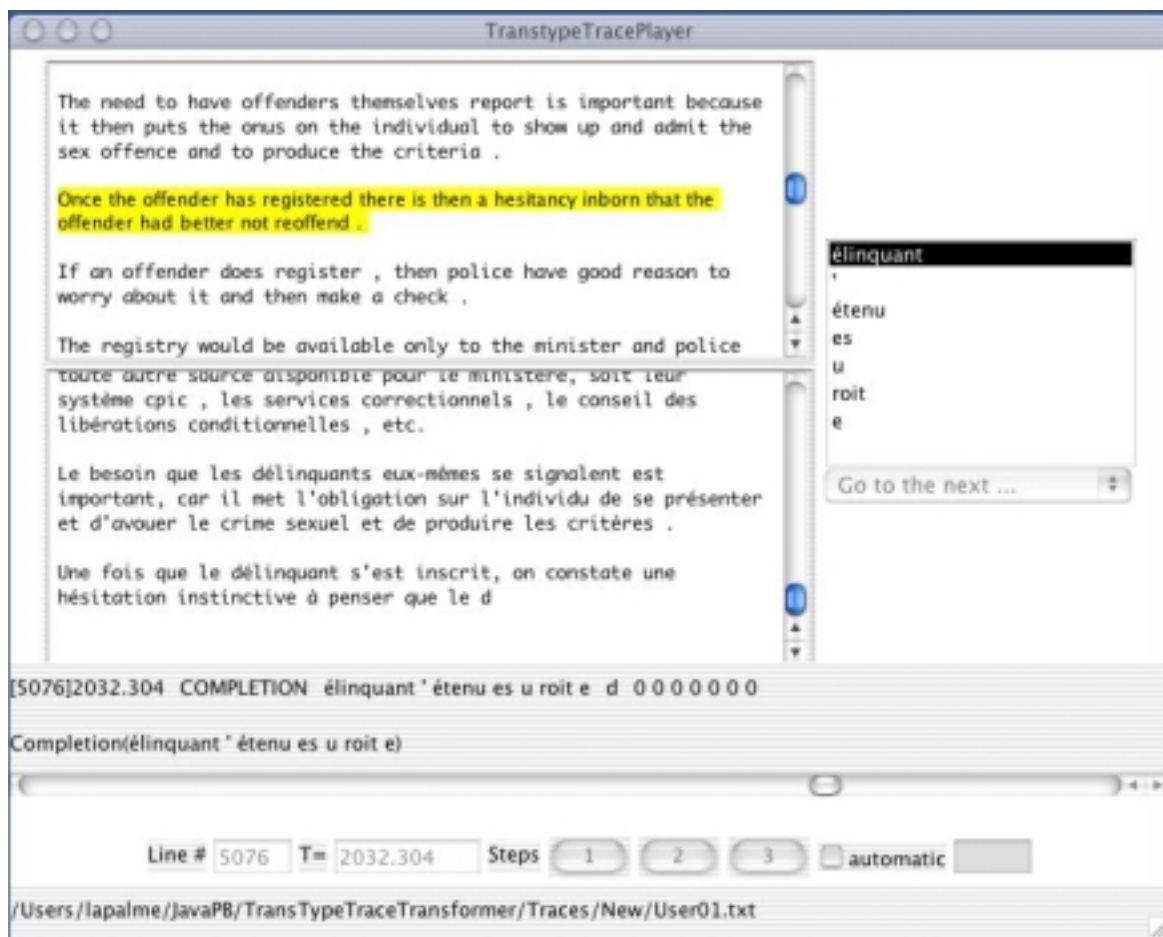 TranstypeTracePlayer
The need to have offenders themselves report is important because
it then puts the onus on the individual to show up and admit the
sex offence and to produce the criteria .
Once the offender has registered there is then a hesitancy inborn that the
offender had better not reoffend .
If an offender does register , then police have good reason to
worry about it and then make a check .
The registry would be available only to the minister and police
toute autre source disponible pour le ministère, soit leur
système cpic , les services correctionnels , le conseil des
libérations conditionnelles , etc.
Le besoin que les délinquants eux-mêmes se signalent est
important, car il met l'obligation sur l'individu de se présenter
et d'avouer le crime sexuel et de produire les critères .
Une fois que le délinquant s'est inscrit, on constate une
hésitation instinctive à penser que le d
élinquant
'
étenu
es
u
roit
e
Go to the next ...
[5076]2032.304 COMPLETION élinquant ' étenu es u roit e d 0 0 0 0 0 0 0
Completion(élinquant ' étenu es u roit e)
Line # 5076 T= 2032.304 Steps 1 2 3 automatic
/Users/lapalme/JavaPB/TransTypeTraceTransformer/Traces/New/User01.txt